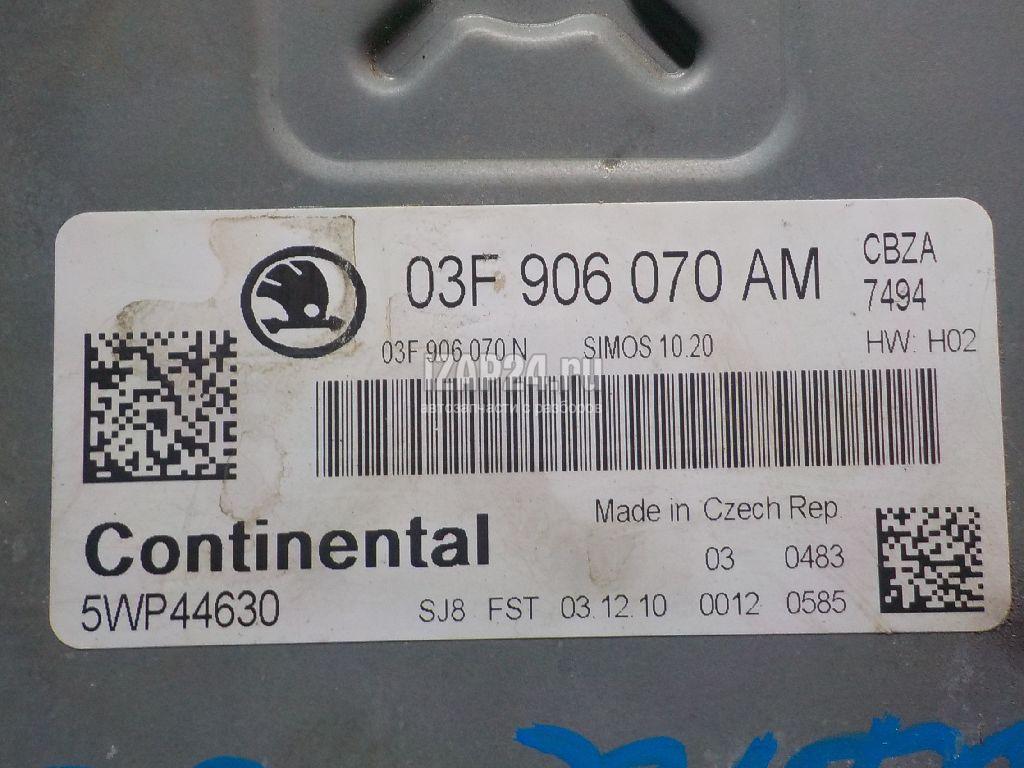 03F 906 070 AM
CBZA
7494
03F 906 070 N SIMOS 10.20 HW: H02
IZAP24.ru
автозапчасти с разборов
Made in Czech Rep
Continental
03 0483
5WP44630
SJ8 FST 03.12.10 0012 0585